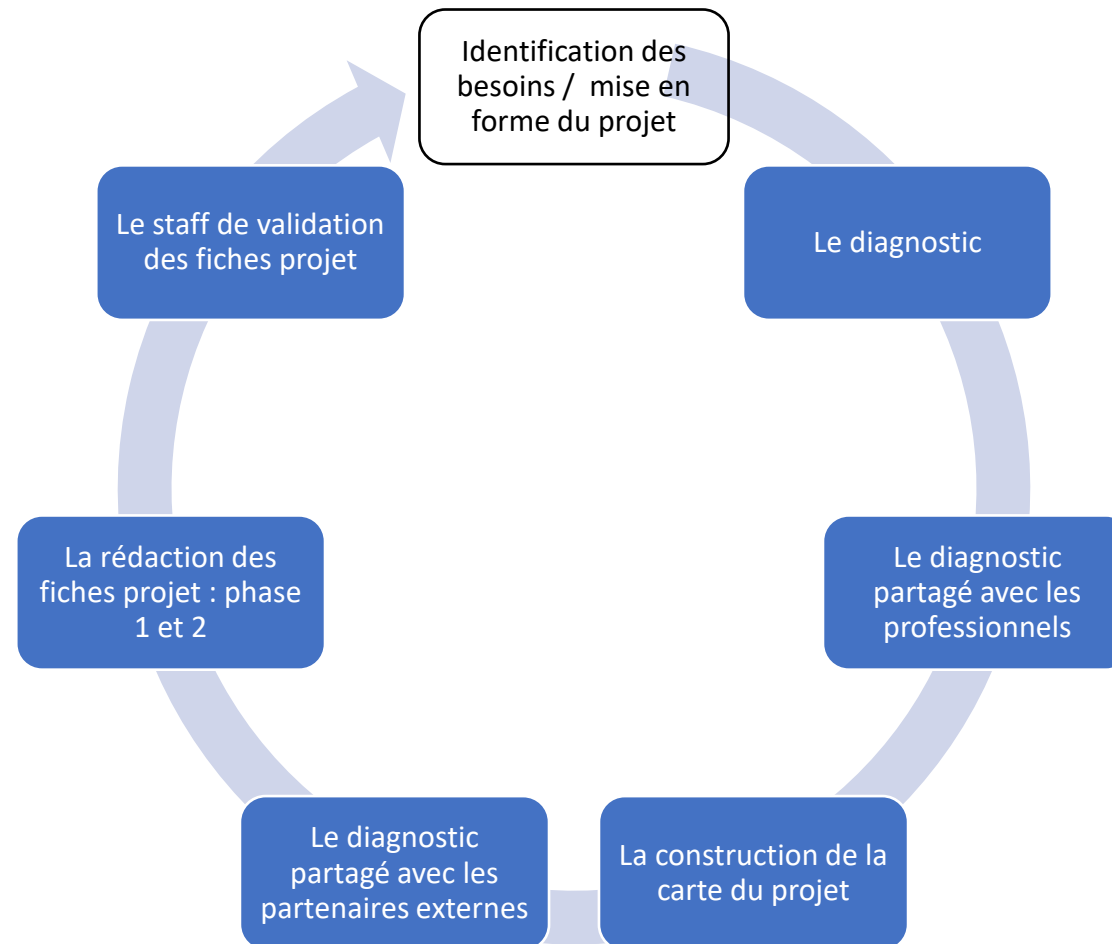 Identification des
besoins /  mise en
forme du projet
Le diagnostic
Le diagnostic
partagé avec les
professionnels
La construction de la
carte du projet
Le diagnostic
partagé avec les
partenaires externes
La rédaction des
fiches projet : phase
1 et 2
Le staff de validation
des fiches projet